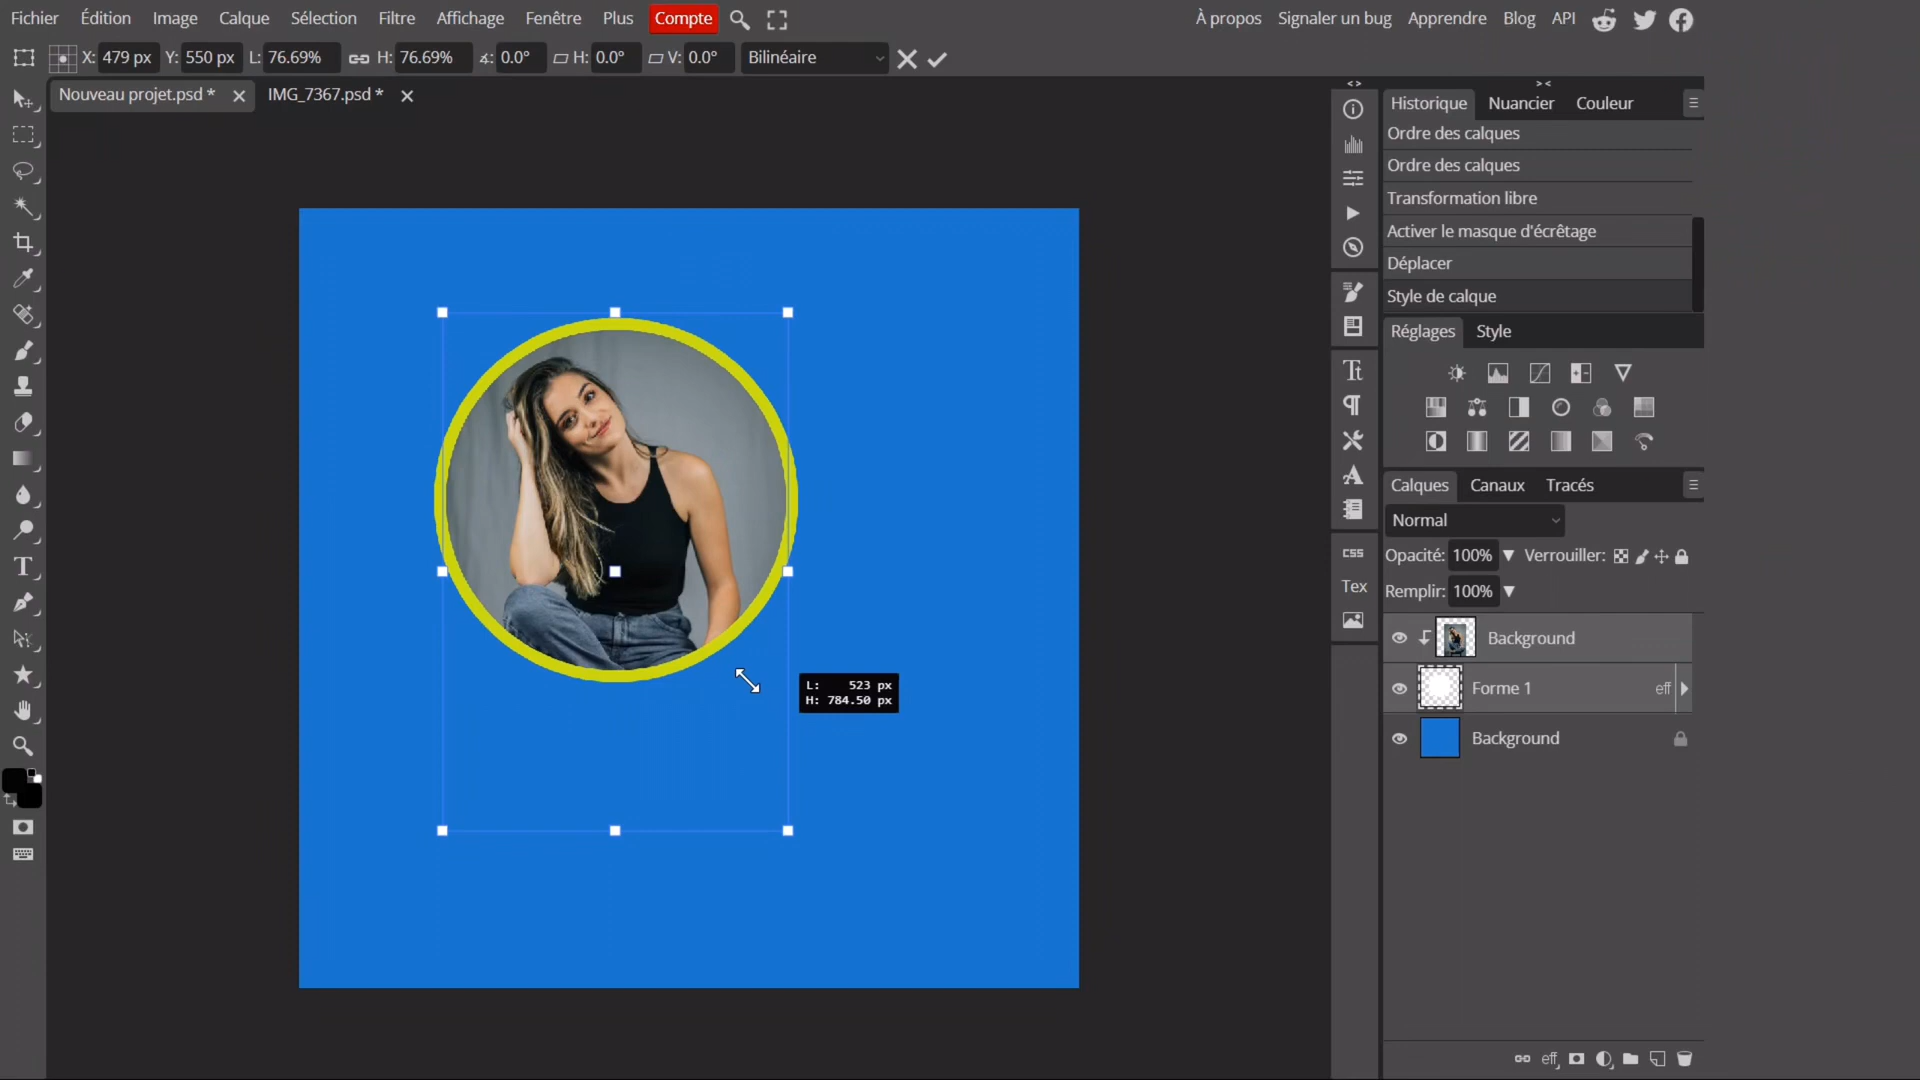 Fichier Édition Image Calque Sélection Filtre Affichage Fenêtre Plus Compte À propos Signaler un bug Apprendre Blog API
X: 479 px Y: 550 px L: 76.69% H: 76.69% ∡: 0.0° H: 0.0° V: 0.0° Bilinéaire
Nouveau projet.psd * IMG_7367.psd *
Historique Nuancier Couleur
Ordre des calques
Ordre des calques
Transformation libre
Activer le masque d'écrêtage
Déplacer
Style de calque
Réglages Style
Calques Canaux Tracés
Normal
Opacité: 100% Verrouiller:
Remplir: 100%
CSS
Tex
Background
Forme 1 eff
Background
L: 523 px
H: 784.50 px
eff